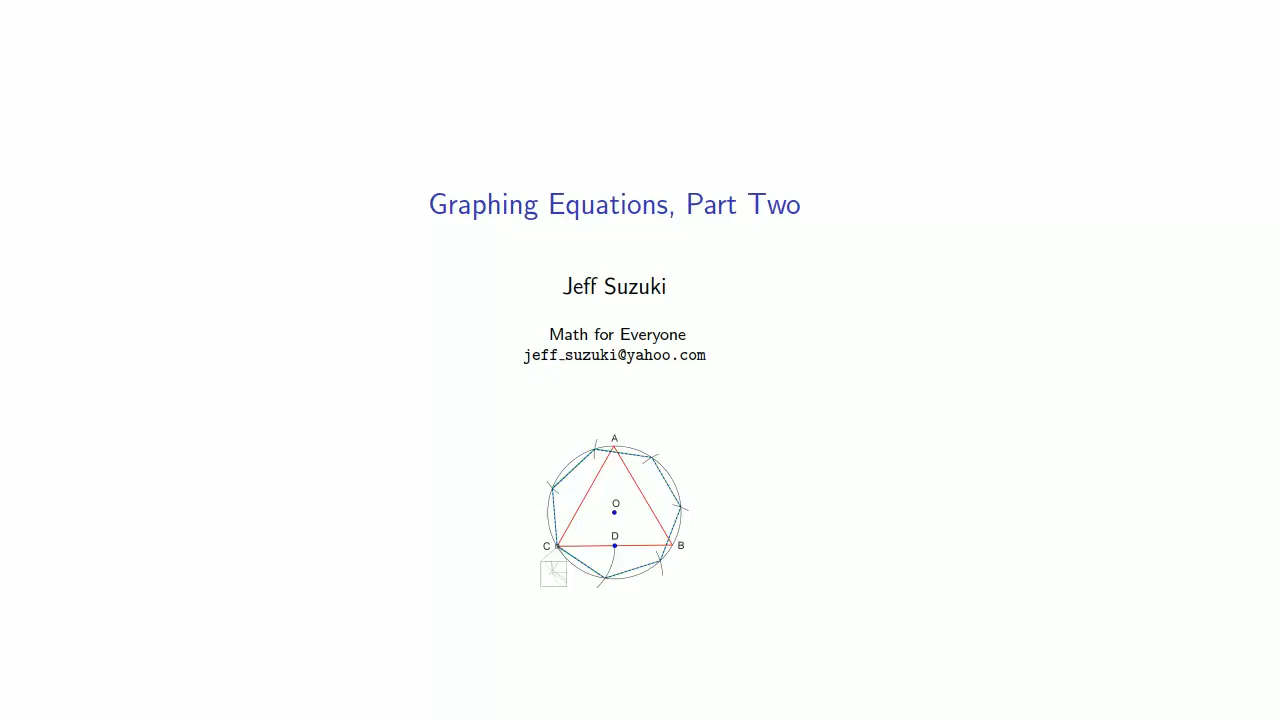 Graphing Equations, Part Two
Jeff Suzuki
Math for Everyone
jeff_suzuki@yahoo.com
A
O
D
C
B